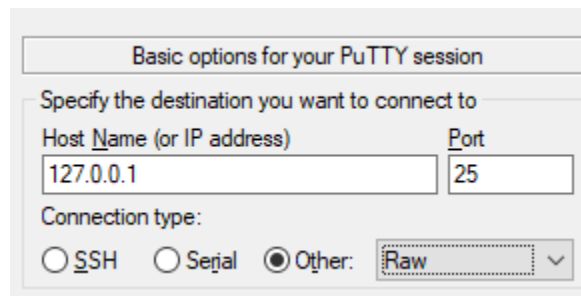 Basic options for your PuTTY session
Specify the destination you want to connect to
Host Name (or IP address) Port
127.0.0.1 25
Connection type:
SSH Serial Other: Raw